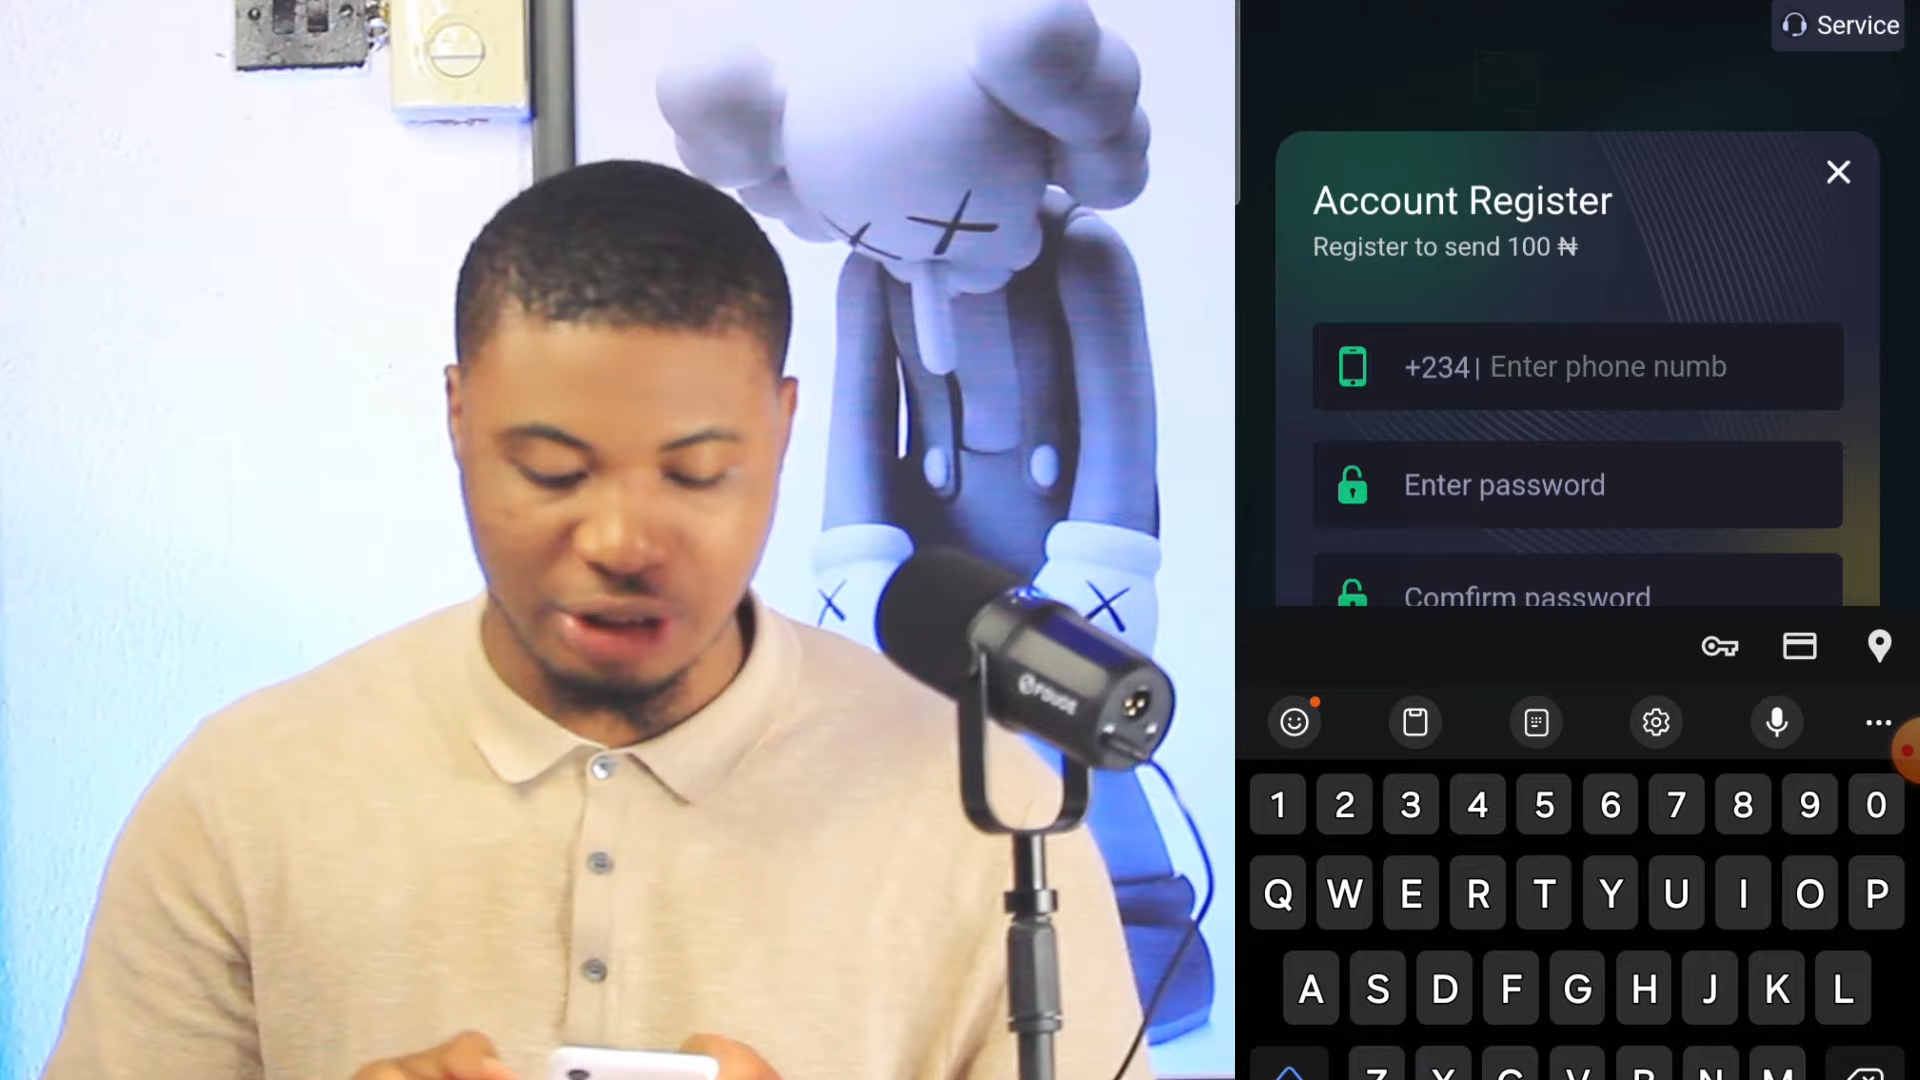 Service
Account Register
Register to send 100 ₦
+234| Enter phone numb
Enter password
Comfirm password
1 2 3 4 5 6 7 8 9 0
Q W E R T Y U I O P
A S D F G H J K L
Z X C V B N M